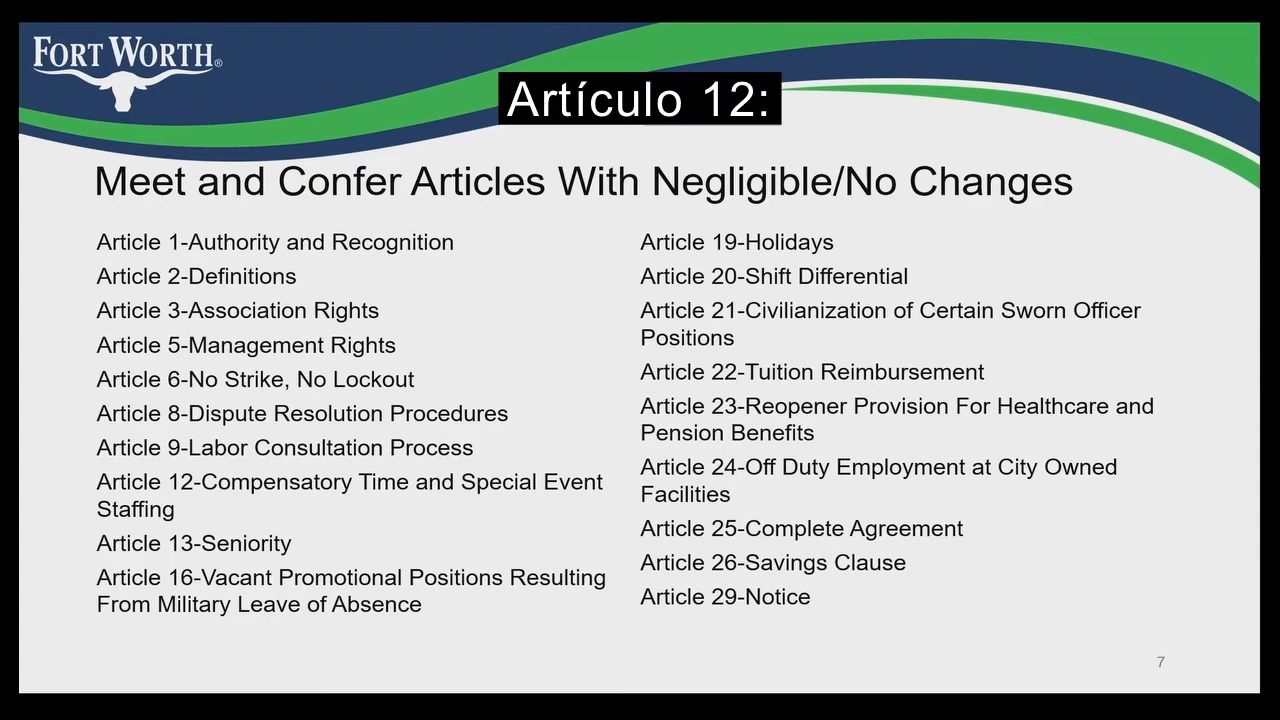 FORT WORTH®
Artículo 12:
Meet and Confer Articles With Negligible/No Changes
Article 1-Authority and Recognition
Article 2-Definitions
Article 3-Association Rights
Article 5-Management Rights
Article 6-No Strike, No Lockout
Article 8-Dispute Resolution Procedures
Article 9-Labor Consultation Process
Article 12-Compensatory Time and Special Event
Staffing
Article 13-Seniority
Article 16-Vacant Promotional Positions Resulting
From Military Leave of Absence
Article 19-Holidays
Article 20-Shift Differential
Article 21-Civilianization of Certain Sworn Officer
Positions
Article 22-Tuition Reimbursement
Article 23-Reopener Provision For Healthcare and
Pension Benefits
Article 24-Off Duty Employment at City Owned
Facilities
Article 25-Complete Agreement
Article 26-Savings Clause
Article 29-Notice
7